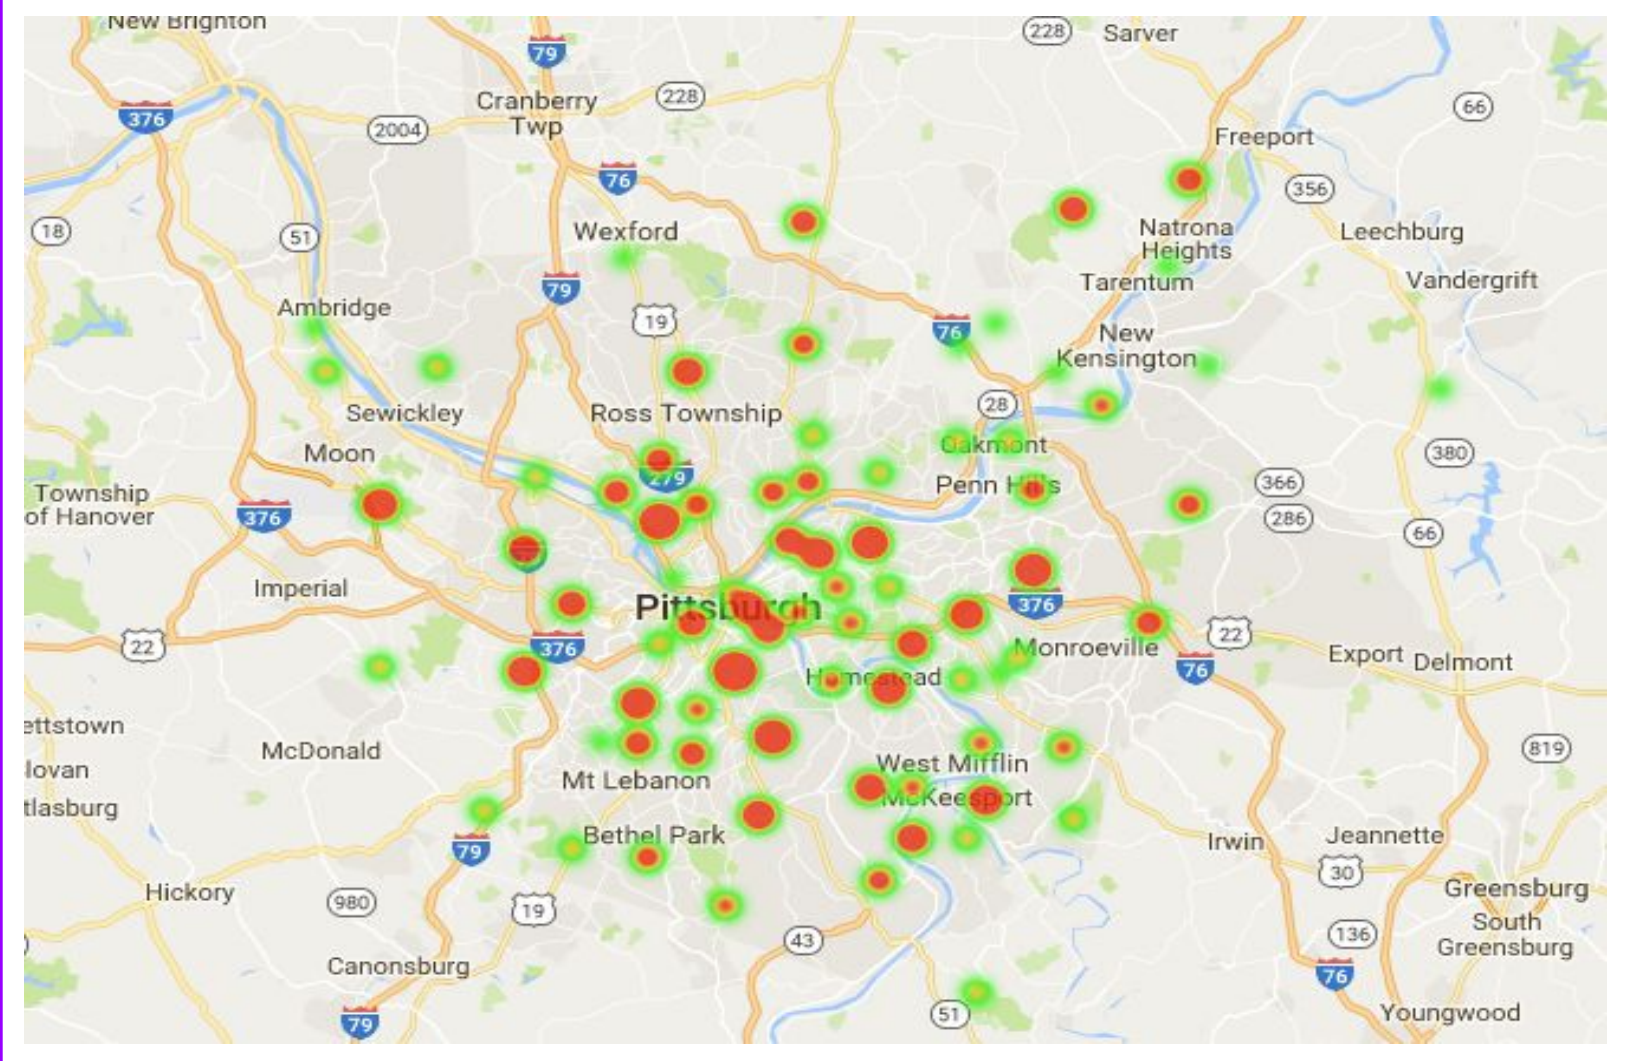 New Brighton
79
228
Sarver
Cranberry
Twp
228
66
376
2004
Freeport
76
356
18
51
Wexford
Natrona
Heights
Leechburg
79
Tarentum
Vandergrift
Ambridge
19
76
New
Kensington
28
Sewickley
Ross Township
Oakmont
Moon
380
279
Penn Hills
366
Township
of Hanover
376
286
66
Imperial
Pittsburgh
376
22
376
22
Monroeville
76
Export
Delmont
Homestead
ettstown
McDonald
819
lovan
West Mifflin
Mt Lebanon
tlasburg
McKeesport
Bethel Park
Irwin
Jeannette
79
30
Hickory
980
19
Greensburg
43
136
South
Greensburg
Canonsburg
76
79
51
Youngwood